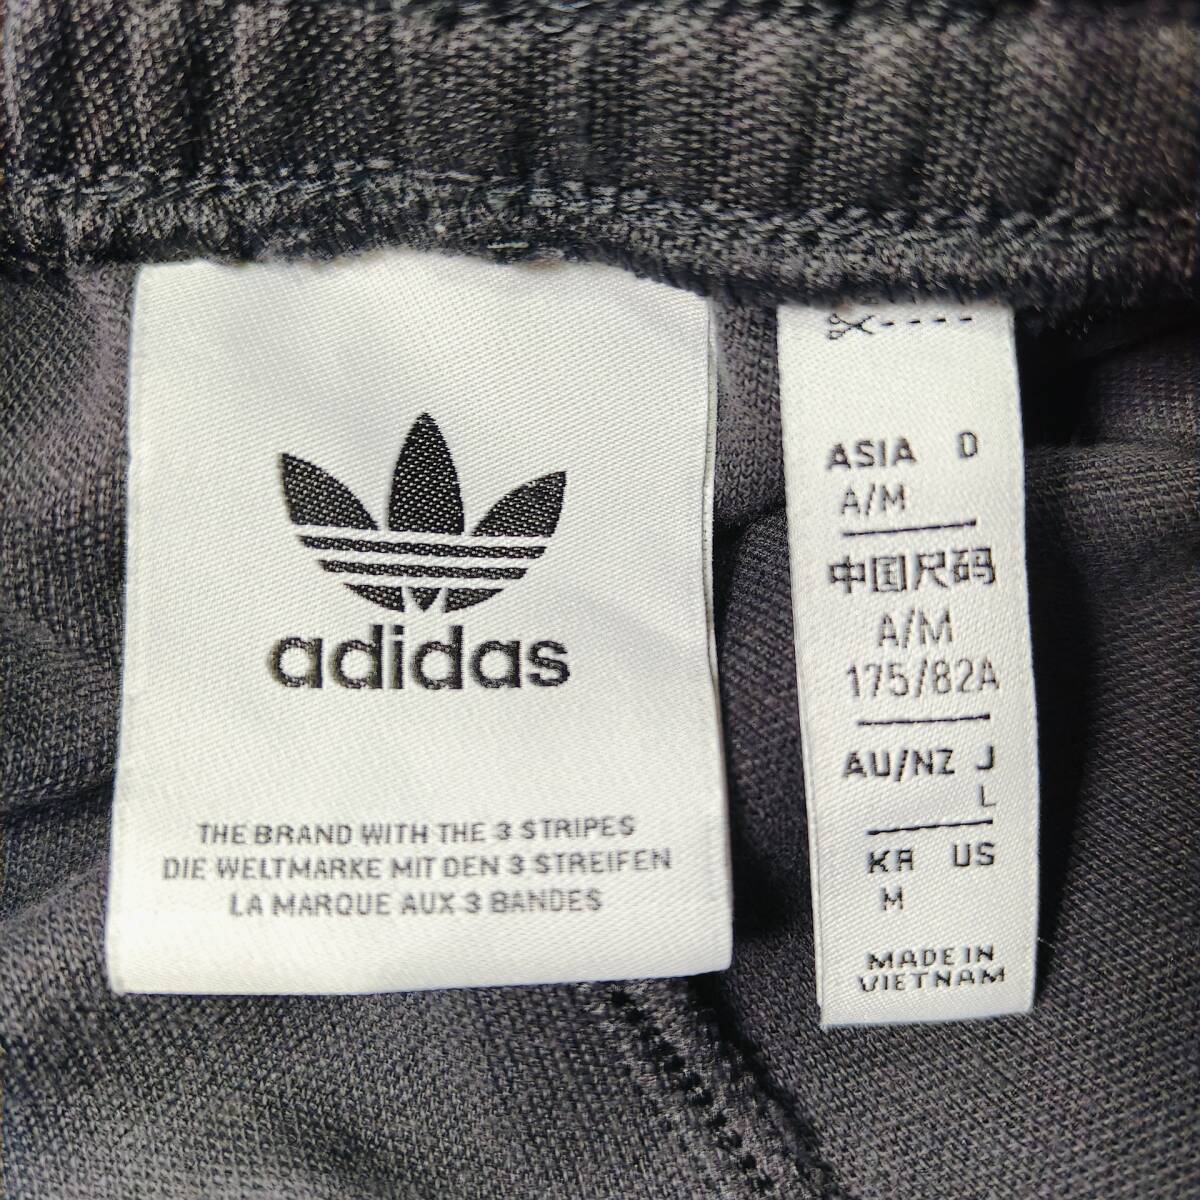 adidas
THE BRAND WITH THE 3 STRIPES
DIE WELTMARKE MIT DEN 3 STREIFEN
LA MARQUE AUX 3 BANDES
ASIA D
A/M
中国尺码
A/M
175/82A
AU/NZ J
L
KR US
M
MADE IN
VIETNAM